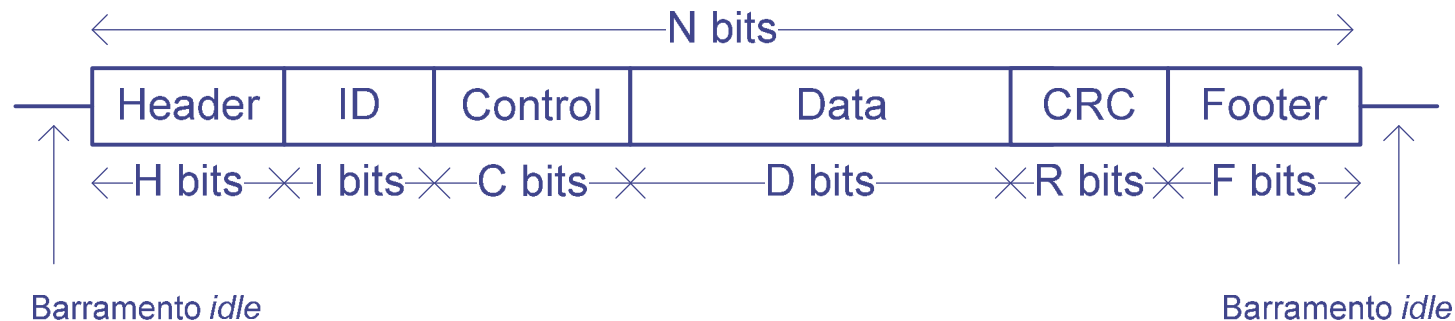 N bits
Header ID Control Data CRC Footer
H bits I bits C bits D bits R bits F bits
Barramento idle Barramento idle